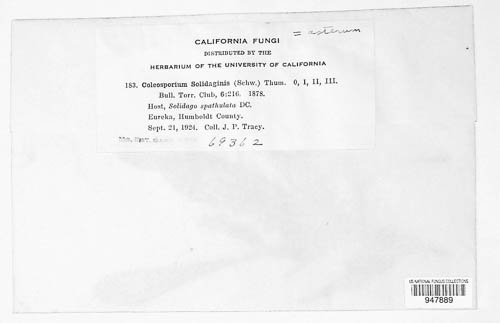 = asterum
CALIFORNIA FUNGI
DISTRIBUTED BY THE
HERBARIUM OF THE UNIVERSITY OF CALIFORNIA
183. Coleosporium Solidaginis (Schw.) Thum. 0, I, II, III.
Bull. Torr. Club, 6:216. 1878.
Host, Solidago spathulata DC.
Eureka, Humboldt County.
Sept. 21, 1924. Coll. J. P. Tracy.
69362
US NATIONAL FUNGUS COLLECTIONS
947889